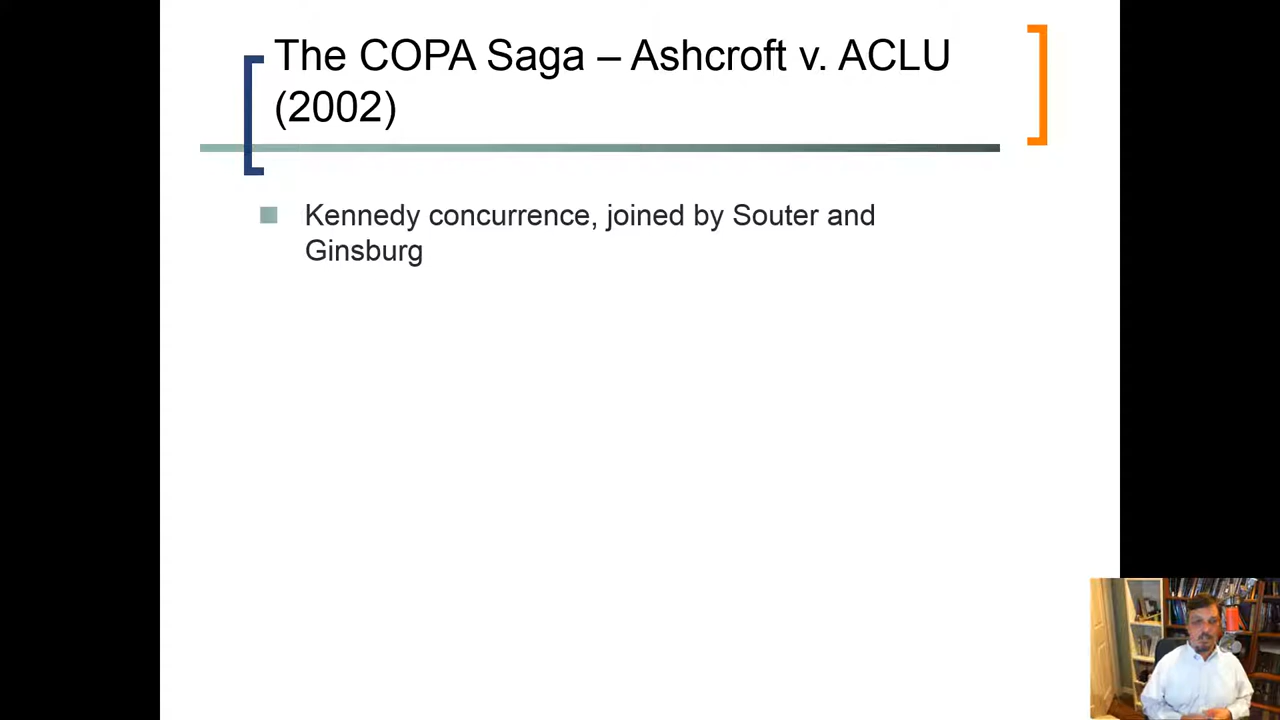 The COPA Saga – Ashcroft v. ACLU
(2002)
Kennedy concurrence, joined by Souter and
Ginsburg